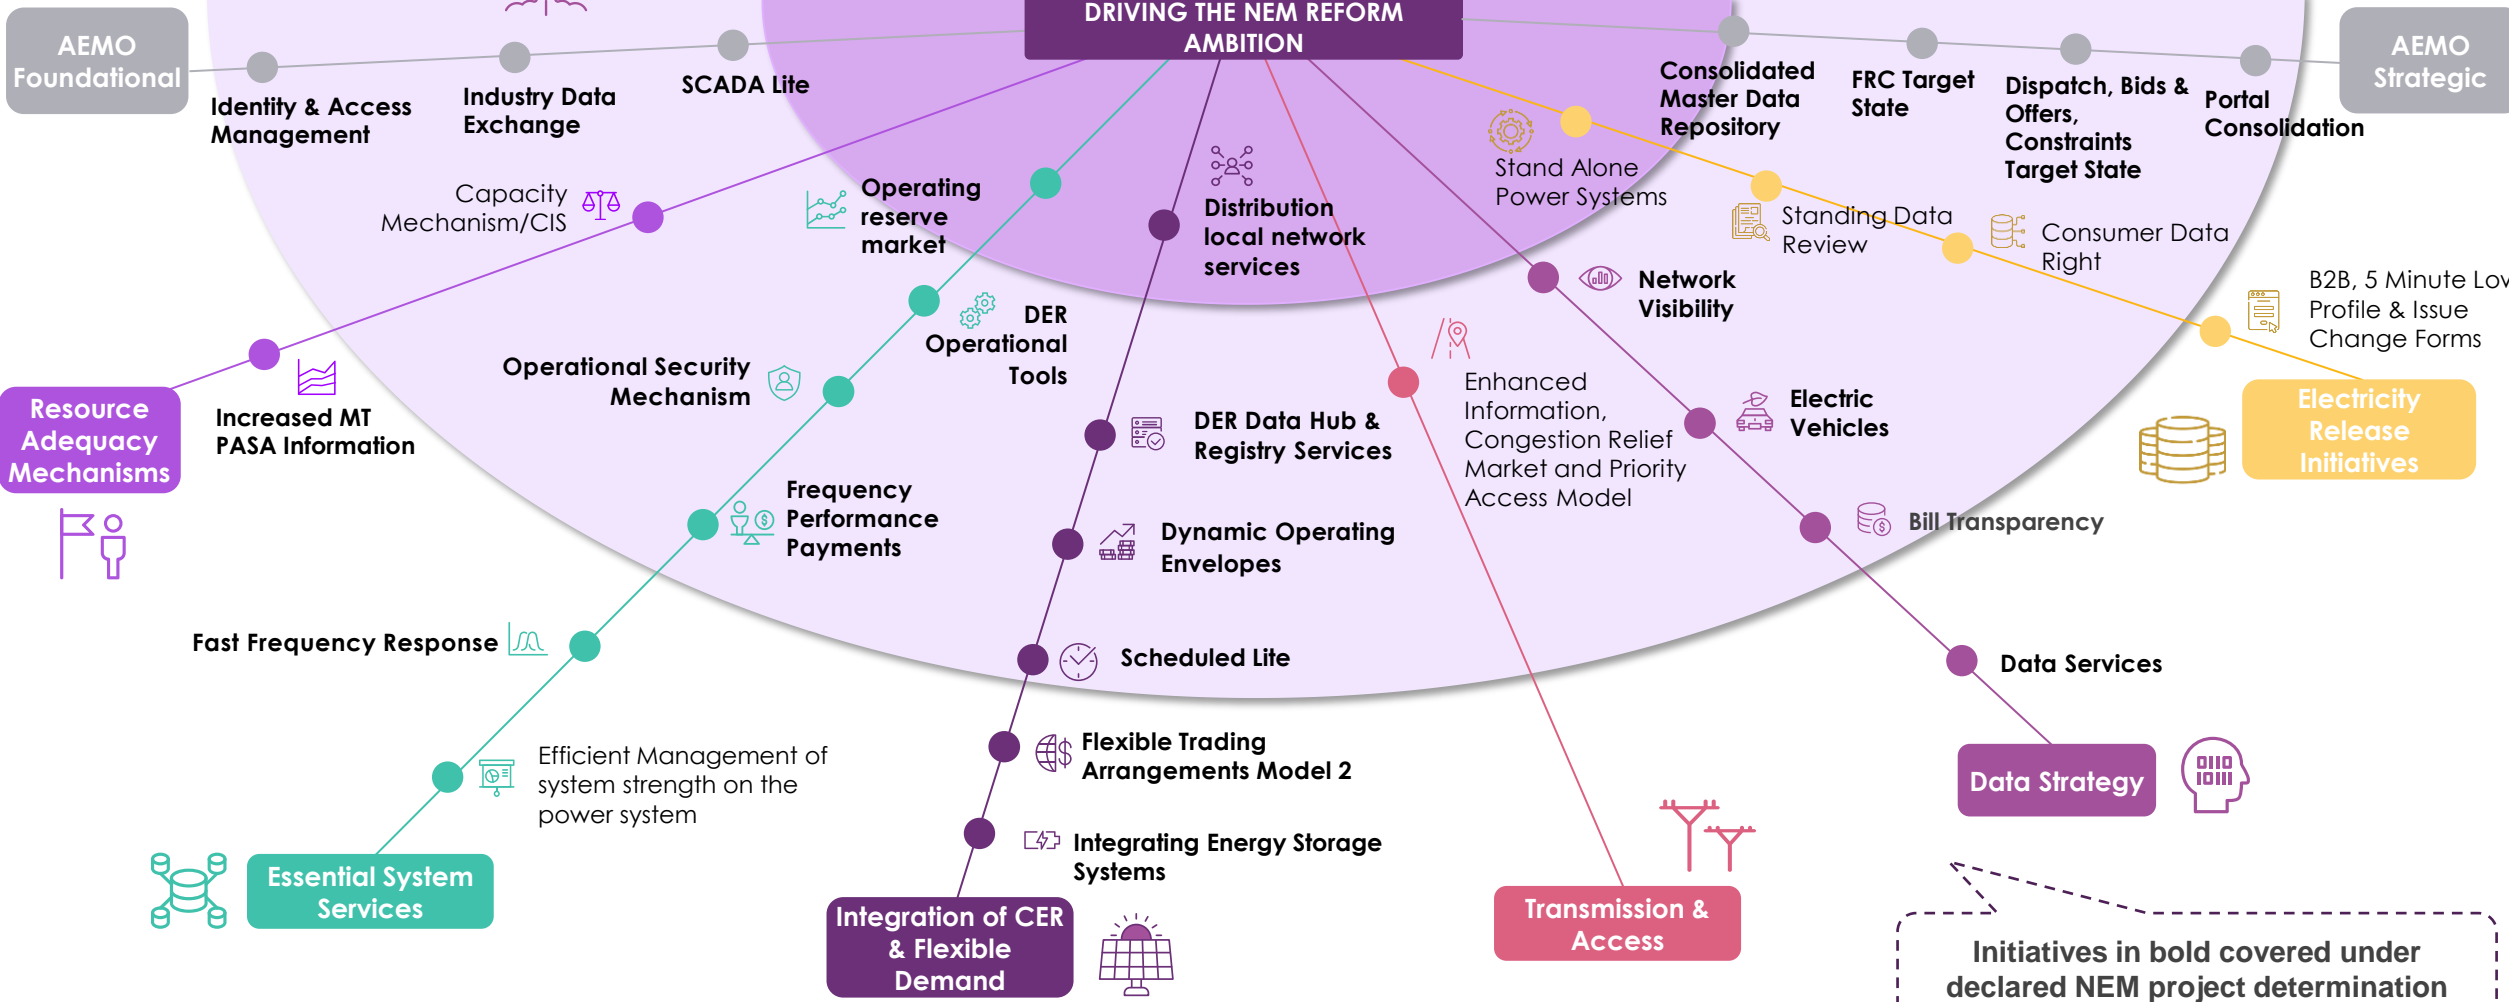 DRIVING THE NEM REFORM
AMBITION
AEMO
Foundational
Identity & Access
Management
Industry Data
Exchange
SCADA Lite
Consolidated
Master Data
Repository
FRC Target
State
Dispatch, Bids &
Offers,
Constraints
Target State
Portal
Consolidation
AEMO
Strategic
Capacity
Mechanism/CIS
Increased MT
PASA Information
Resource
Adequacy
Mechanisms
Operating
reserve
market
DER
Operational
Tools
Operational Security
Mechanism
Frequency
Performance
Payments
Fast Frequency Response
Efficient Management of
system strength on the
power system
Essential System
Services
Distribution
local network
services
DER Data Hub &
Registry Services
Dynamic Operating
Envelopes
Scheduled Lite
Flexible Trading
Arrangements Model 2
Integrating Energy Storage
Systems
Integration of CER
& Flexible
Demand
Enhanced
Information,
Congestion Relief
Market and Priority
Access Model
Transmission &
Access
Network
Visibility
Electric
Vehicles
Bill Transparency
Data Services
Data Strategy
0110
1011
Stand Alone
Power Systems
Standing Data
Review
Consumer Data
Right
B2B, 5 Minute Lo
Profile & Issue
Change Forms
Electricity
Release
Initiatives
Initiatives in bold covered under
declared NEM project determination